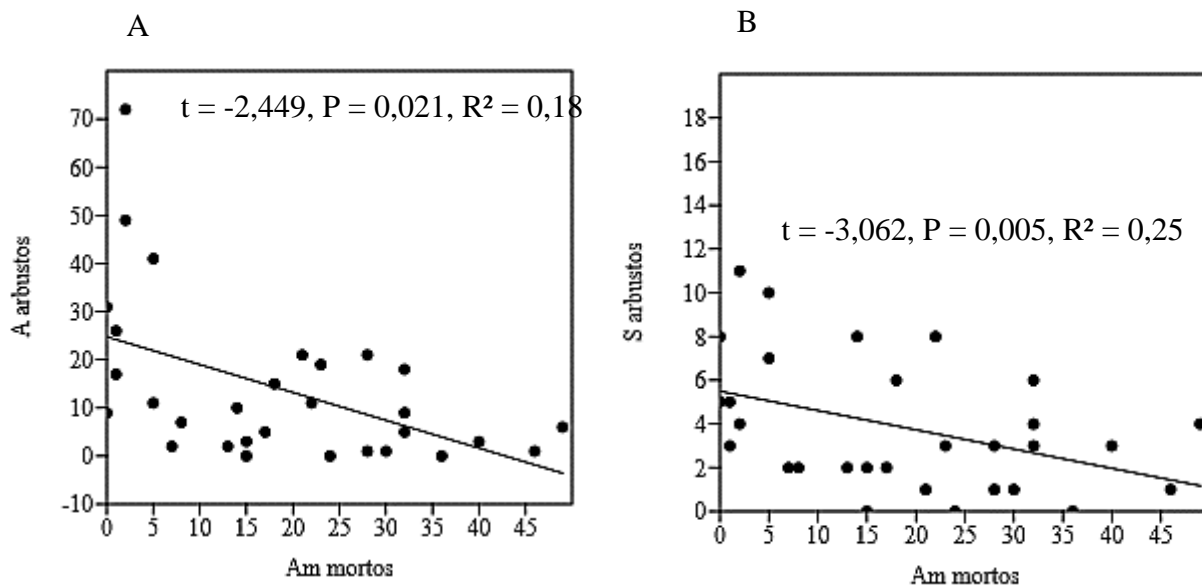 A
t = -2,449, P = 0,021, R² = 0,18
70
60
50
40
30
20
10
0
-10
A arbustos
0 5 10 15 20 25 30 35 40 45
Am mortos
B
t = -3,062, P = 0,005, R² = 0,25
18
16
14
12
10
8
6
4
2
0
S arbustos
0 5 10 15 20 25 30 35 40 45
Am mortos